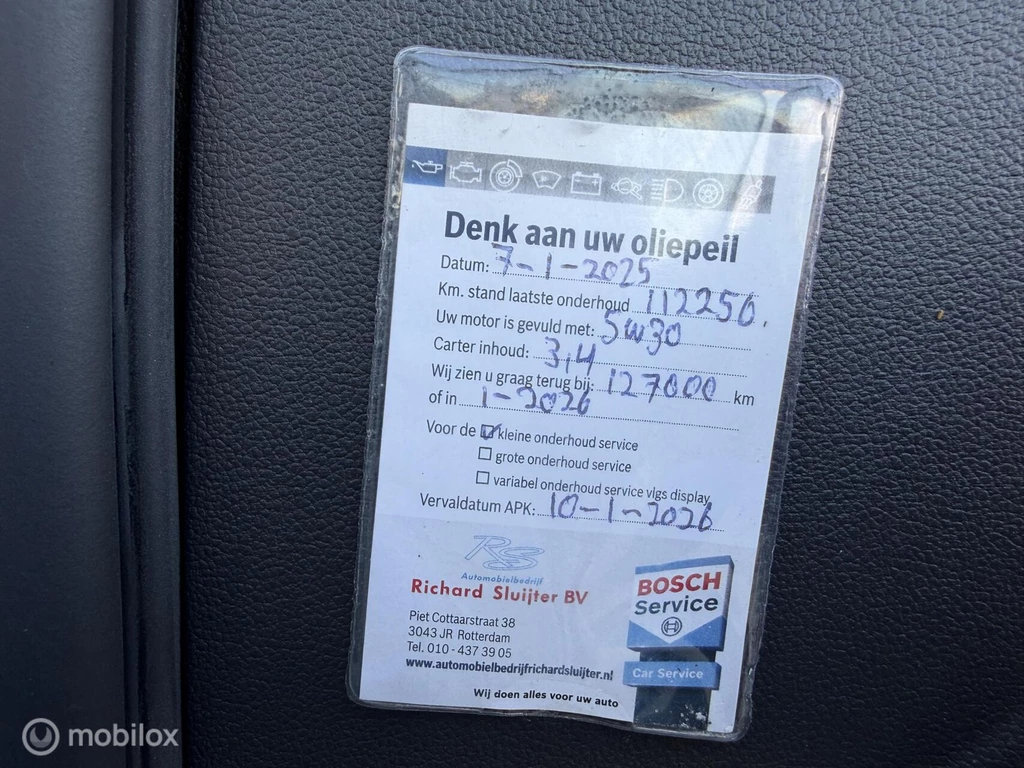 Denk aan uw oliepeil
Datum: 7-1-2025
Km. stand laatste onderhoud 112250.
Uw motor is gevuld met: 5w30
Carter inhoud: 3,4
Wij zien u graag terug bij: 127000 km
of in 1-2026
Voor de kleine onderhoud service
grote onderhoud service
variabel onderhoud service vlgs display
Vervaldatum APK: 10-1-2026
RS
Automobielbedrijf
Richard Sluijter BV
Piet Cottaarstraat 38
3043 JR Rotterdam
Tel. 010 - 437 39 05
www.automobielbedrijfrichardsluijter.nl
Wij doen alles voor uw auto
BOSCH
Service
Car Service
mobilox